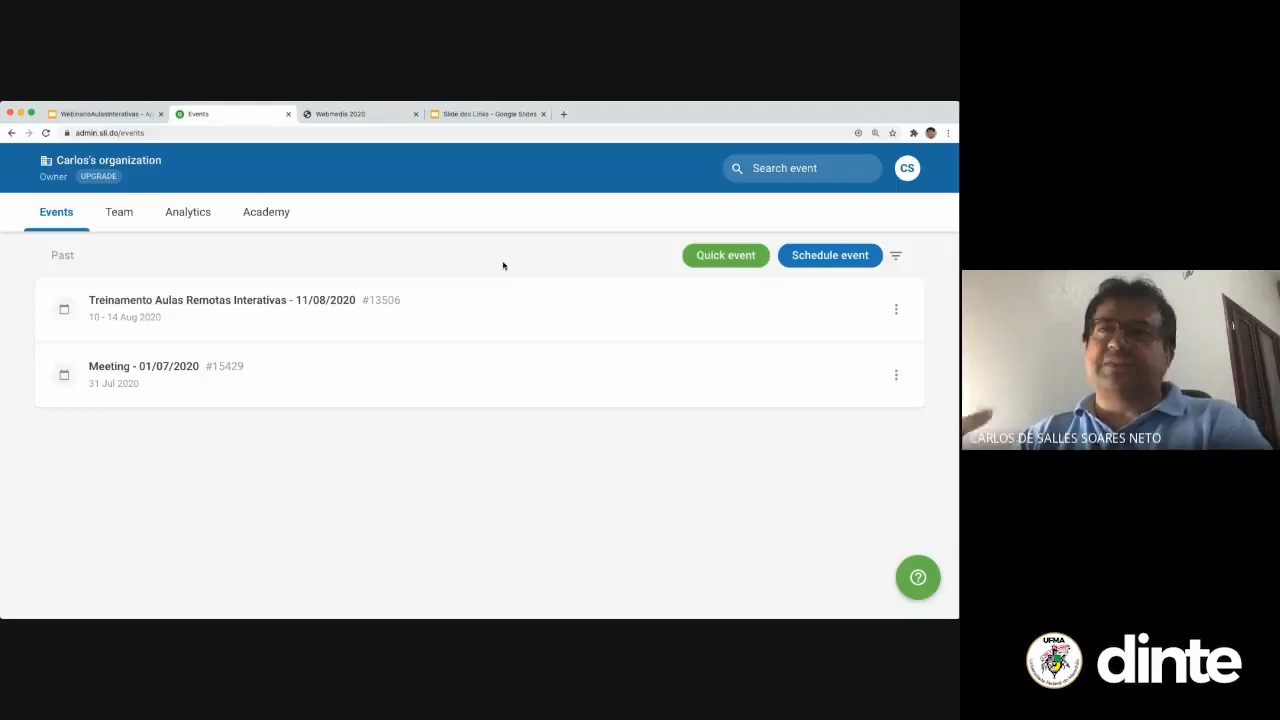 WebinarioAulasInterativas - Ap
Events
Webmedia 2020
Slide dos Links - Google Slides
admin.sli.do/events
Carlos's organization
Owner
UPGRADE
Search event
CS
Events
Team
Analytics
Academy
Past
Quick event
Schedule event
Treinamento Aulas Remotas Interativas - 11/08/2020 #13506
10 - 14 Aug 2020
Meeting - 01/07/2020 #15429
31 Jul 2020
CARLOS DE SALLES SOARES NETO
UFMA
dinte